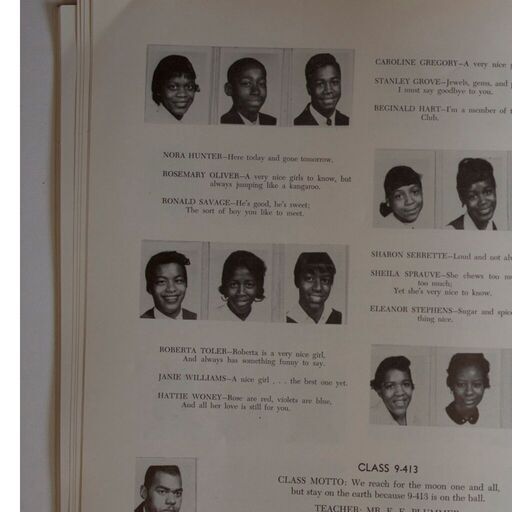 NORA HUNTER—Here today and gone tomorrow.
ROSEMARY OLIVER—A very nice girls to know, but
always jumping like a kangaroo.
RONALD SAVAGE—He's good, he's sweet;
The sort of boy you like to meet.
ROBERTA TOLER—Roberta is a very nice girl,
And always has something funny to say.
JANIE WILLIAMS—A nice girl . . . the best one yet.
HATTIE WONEY—Rose are red, violets are blue,
And all her love is still for you.
CAROLINE GREGORY—A very nice
STANLEY GROVE—Jewels, gems, and
I must say goodbye to you.
REGINALD HART—I'm a member of
Club.
SHARON SERRETTE—Loud and not
SHEILA SPRAUVE—She chews too
too much;
Yet she's very nice to know.
ELEANOR STEPHENS—Sugar and
thing nice.
CLASS 9-413
CLASS MOTTO: We reach for the moon one and all,
but stay on the earth because 9-413 is on the ball.
TEACHER: MR. E. F. PLUMMER